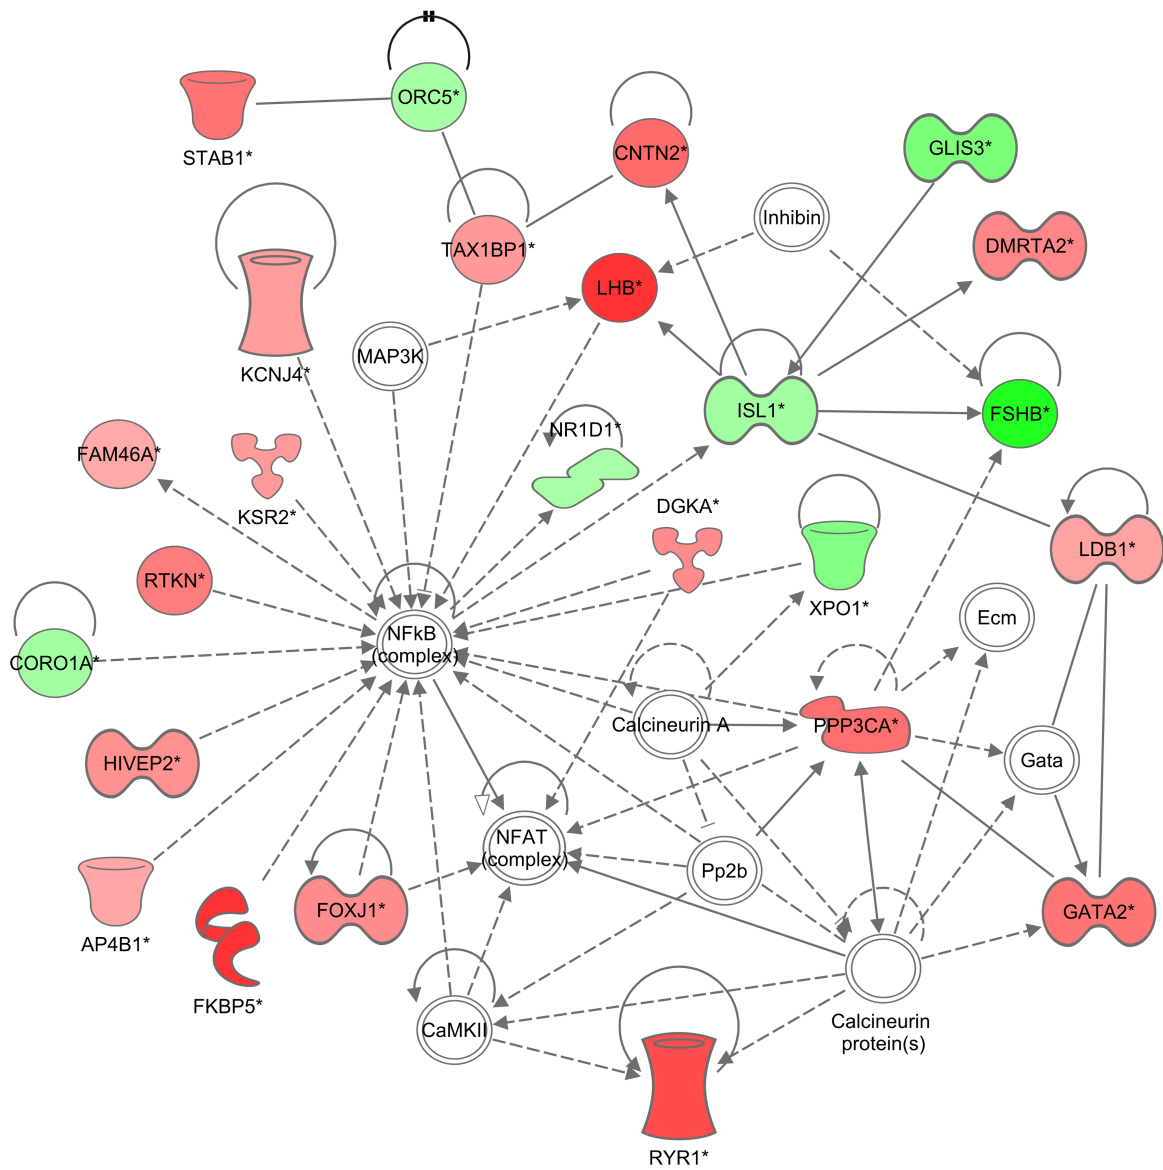 ORC5*
STAB1*
CNTN2*
GLIS3*
Inhibin
TAX1BP1*
DMRTA2*
LHB*
MAP3K
KCNJ4*
ISL1*
FSHB*
NR1D1*
FAM46A*
KSR2*
DGKA*
LDB1*
RTKN*
XPO1*
Ecm
NFkB
(complex)
CORO1A*
Calcineurin A
PPP3CA*
HIVEP2*
Gata
NFAT
(complex)
Pp2b
FOXJ1*
GATA2*
AP4B1*
FKBP5*
CaMKII
Calcineurin
protein(s)
RYR1*